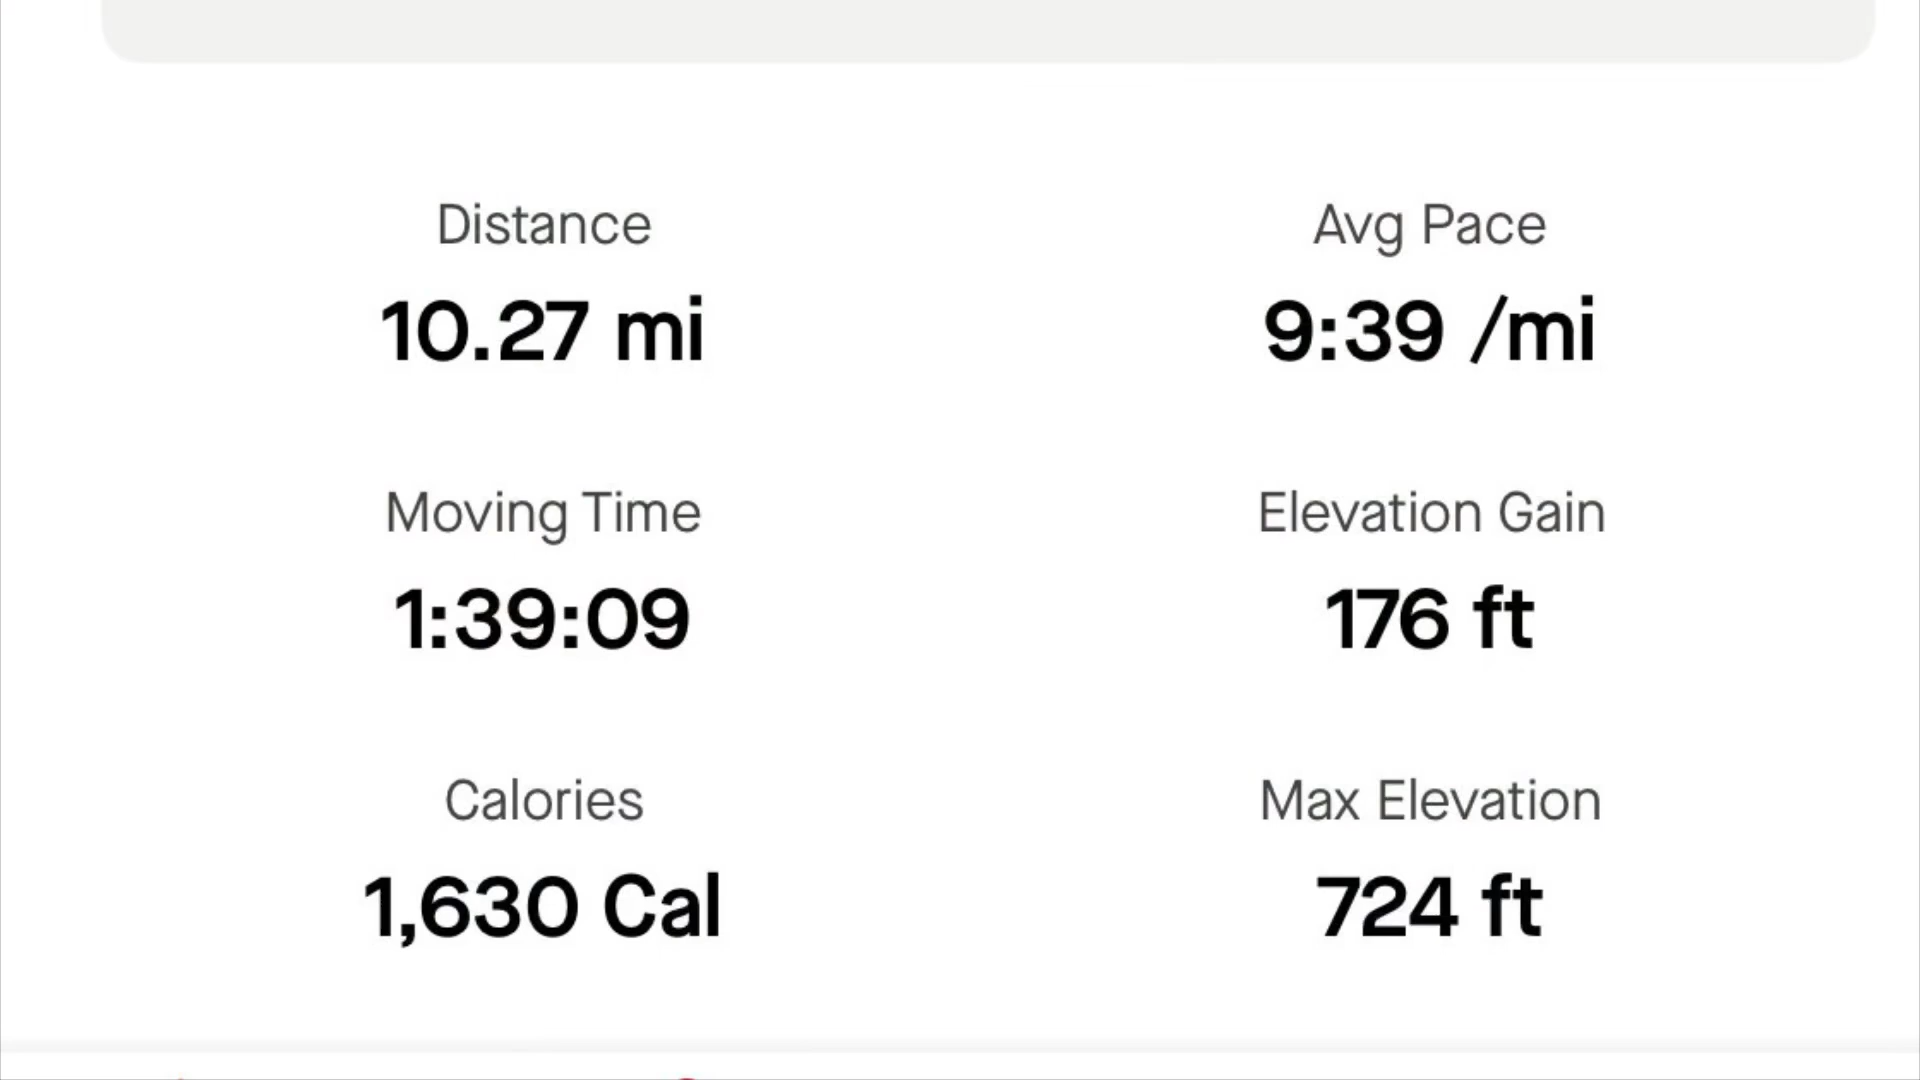 Distance
10.27 mi
Avg Pace
9:39 /mi
Moving Time
1:39:09
Elevation Gain
176 ft
Calories
1,630 Cal
Max Elevation
724 ft